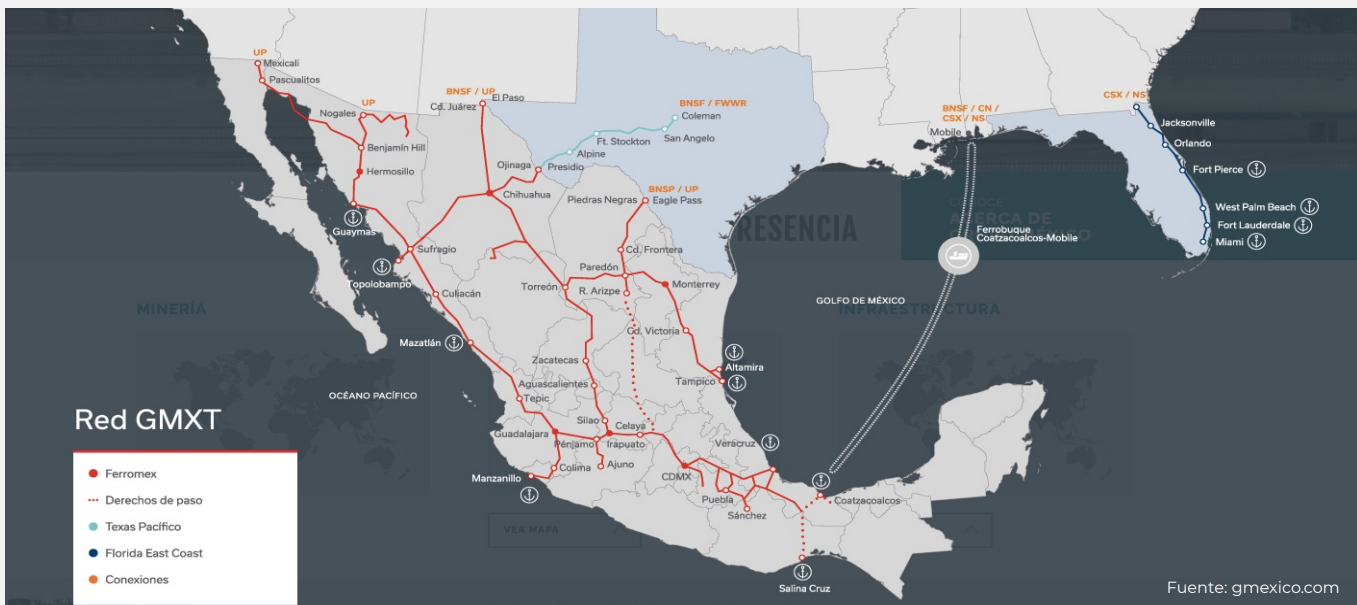 UP
Mexicali
Pascualitos
Nogales
UP
Benjamín Hill
Hermosillo
Guaymas
BNSF / UP
El Paso
Cd. Juárez
Ojinaga
Presidio
Alpine
Ft. Stockton
San Angelo
Coleman
BNSF / FWWR
Chihuahua
Sufragio
Topolobampo
Culiacán
Mazatlán
BNSP / UP
Piedras Negras
Eagle Pass
Cd. Frontera
Paredón
R. Arizpe
Monterrey
Torreón
Cd. Victoria
Altamira
Tampico
Zacatecas
Aguascalientes
Tepic
Silao
Celaya
Guadalajara
Pénjamo
Irapuato
Colima
Ajuno
Manzanillo
CDMX
Veracruz
Puebla
Sánchez
Coatzacoalcos
Salina Cruz
BNSF / CN /
CSX / NS
Mobile
Ferrobuque
Coatzacoalcos-Mobile
CSX / NS
Jacksonville
Orlando
Fort Pierce
West Palm Beach
Fort Lauderdale
Miami
GOLFO DE MÉXICO
OCÉANO PACÍFICO
RESENCIA
ACERCA DE
MINERÍA
INFRAESTRUCTURA
VER MAPA
Red GMXT
Ferromex
Derechos de paso
Texas Pacífico
Florida East Coast
Conexiones
Fuente: gmexico.com